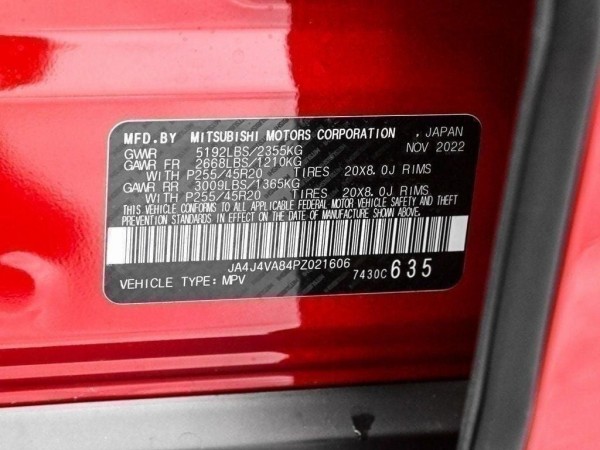 MFD.BY MITSUBISHI MOTORS CORPORATION , JAPAN
GVWR 5192LBS/2355KG NOV 2022
GAWR FR 2668LBS/1210KG
WITH P255/45R20 TIRES 20X8.0J RIMS
GAWR RR 3009LBS/1365KG
WITH P255/45R20 TIRES 20X8.0J RIMS
THIS VEHICLE CONFORMS TO ALL APPLICABLE FEDERAL MOTOR VEHICLE SAFETY AND THEFT
PREVENTION STANDARDS IN EFFECT ON THE DATE OF MANUFACTURE SHOWN ABOVE.
JA4J4VA84PZ021606
VEHICLE TYPE: MPV 7430C 635